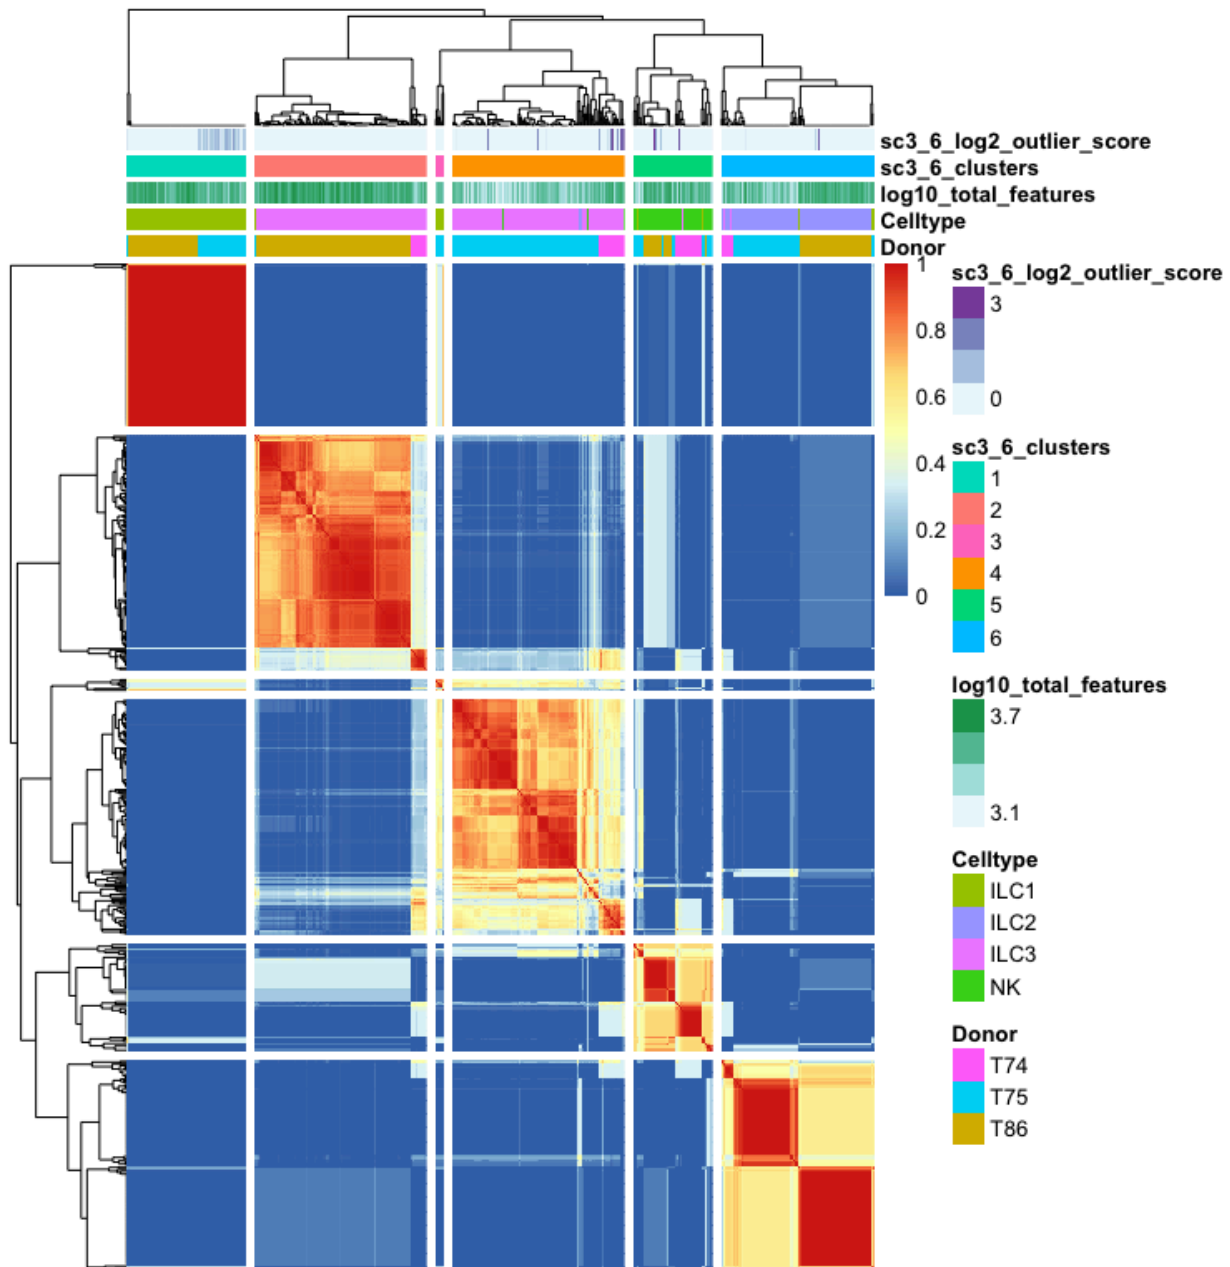 sc3_6_log2_outlier_score
sc3_6_clusters
log10_total_features
Celltype
Donor
1
0.8
0.6
0.4
0.2
0
sc3_6_log2_outlier_score
3
0
sc3_6_clusters
1
2
3
4
5
6
log10_total_features
3.7
3.1
Celltype
ILC1
ILC2
ILC3
NK
Donor
T74
T75
T86